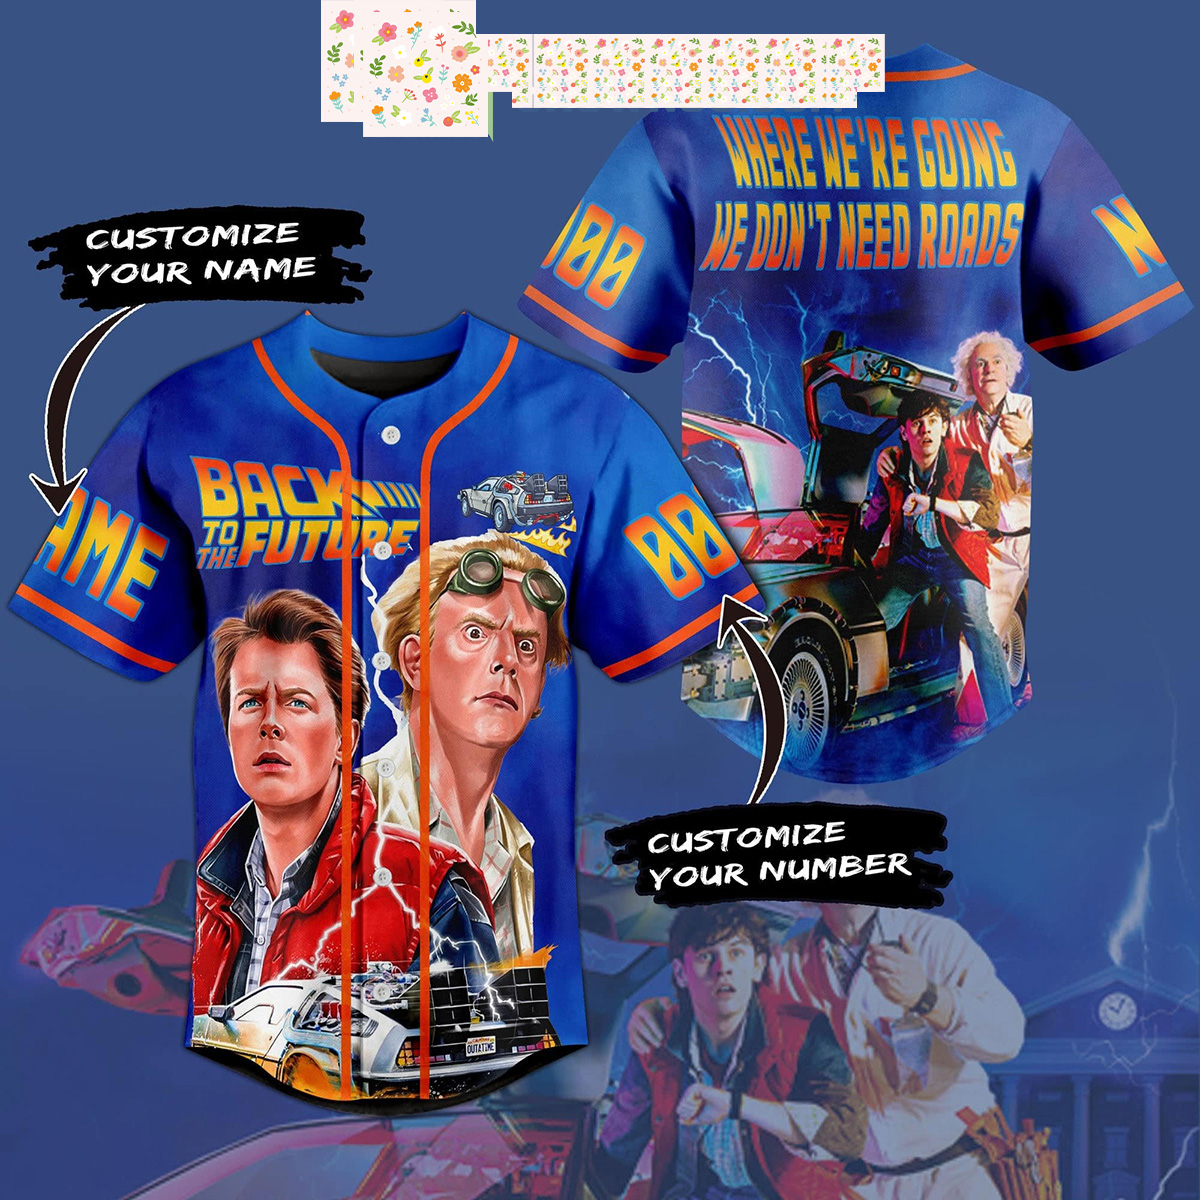 WHERE WE'RE GOING
WE DON'T NEED ROADS
00
N
CUSTOMIZE
YOUR NAME
BACK
TO THE FUTURE
AME
00
OUTATIME
CUSTOMIZE
YOUR NUMBER